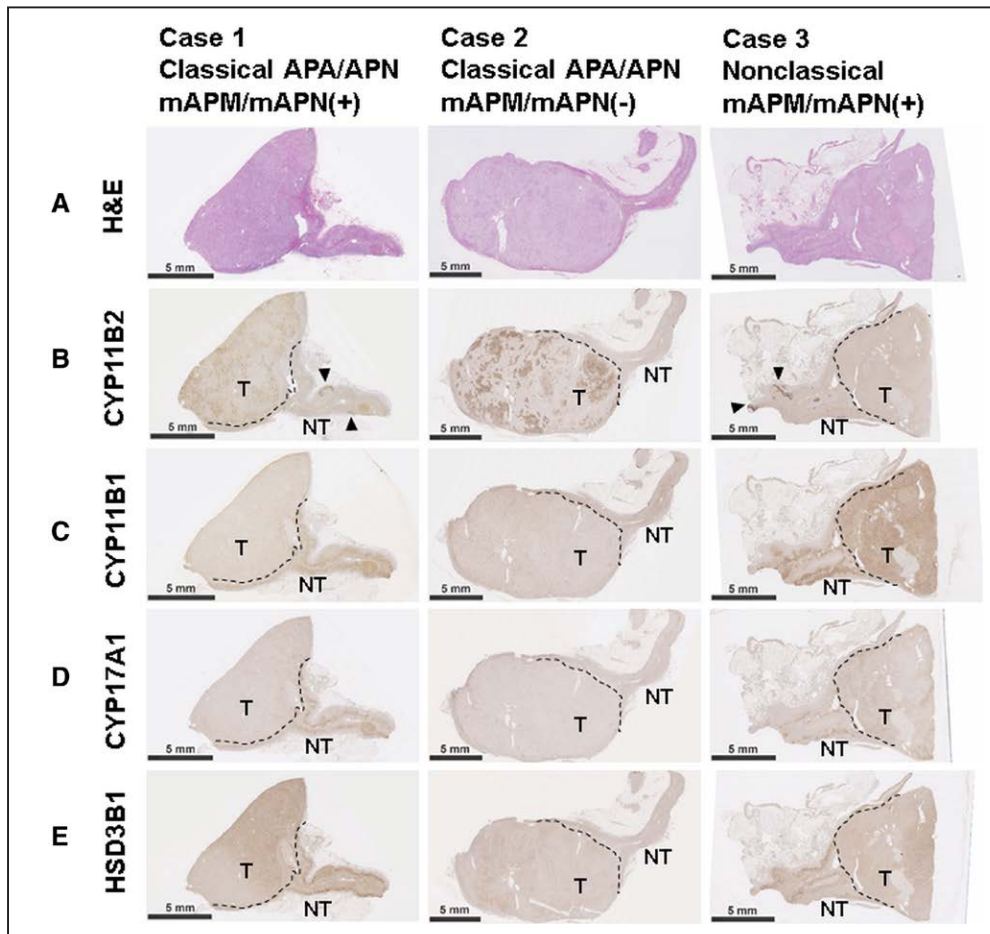 Case 1
Classical APA/APN
mAPM/mAPN(+)
Case 2
Classical APA/APN
mAPM/mAPN(-)
Case 3
Nonclassical
mAPM/mAPN(+)
A
H&E
5 mm
5 mm
5 mm
B
CYP11B2
T
NT
5 mm
T
NT
5 mm
T
NT
5 mm
C
CYP11B1
T
NT
5 mm
T
NT
5 mm
T
NT
5 mm
D
CYP17A1
T
NT
5 mm
T
NT
5 mm
T
NT
5 mm
E
HSD3B1
T
NT
5 mm
T
NT
5 mm
T
NT
5 mm